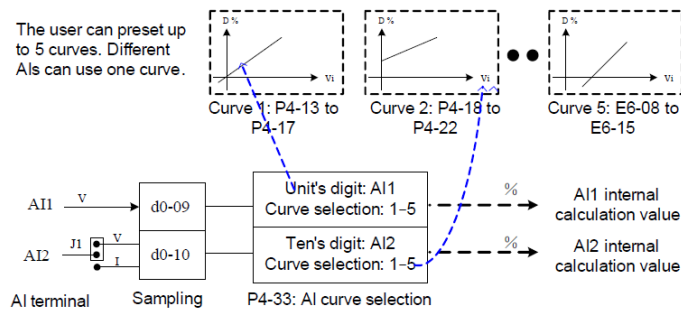 The user can preset up
to 5 curves. Different
AIs can use one curve.
D %
Vi
D %
Vi
D %
Vi
Curve 1: P4-13 to
P4-17
Curve 2: P4-18 to
P4-22
Curve 5: E6-08 to
E6-15
AI1
V
d0-09
Unit's digit: AI1
Curve selection: 1–5
%
AI1 internal
calculation value
AI2
J1
V
I
d0-10
Ten's digit: AI2
Curve selection: 1–5
%
AI2 internal
calculation value
AI terminal
Sampling
P4-33: AI curve selection